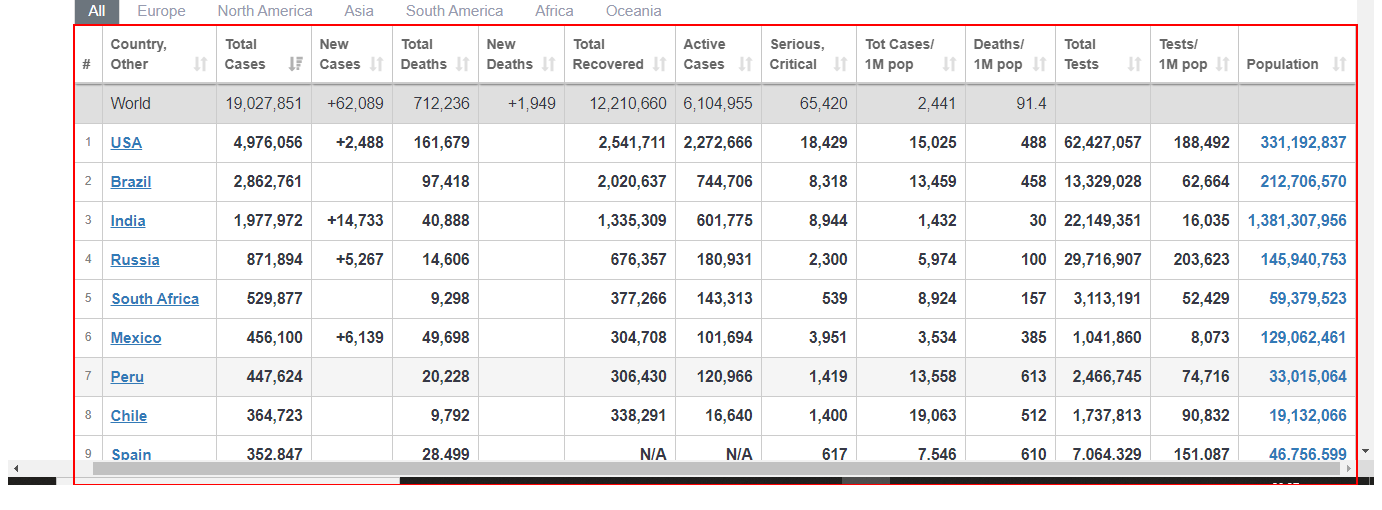 All Europe North America Asia South America Africa Oceania
# Country, Other Total Cases New Cases Total Deaths New Deaths Total Recovered Active Cases Serious, Critical Tot Cases/ 1M pop Deaths/ 1M pop Total Tests Tests/ 1M pop Population
World 19,027,851 +62,089 712,236 +1,949 12,210,660 6,104,955 65,420 2,441 91.4
1 USA 4,976,056 +2,488 161,679 2,541,711 2,272,666 18,429 15,025 488 62,427,057 188,492 331,192,837
2 Brazil 2,862,761 97,418 2,020,637 744,706 8,318 13,459 458 13,329,028 62,664 212,706,570
3 India 1,977,972 +14,733 40,888 1,335,309 601,775 8,944 1,432 30 22,149,351 16,035 1,381,307,956
4 Russia 871,894 +5,267 14,606 676,357 180,931 2,300 5,974 100 29,716,907 203,623 145,940,753
5 South Africa 529,877 9,298 377,266 143,313 539 8,924 157 3,113,191 52,429 59,379,523
6 Mexico 456,100 +6,139 49,698 304,708 101,694 3,951 3,534 385 1,041,860 8,073 129,062,461
7 Peru 447,624 20,228 306,430 120,966 1,419 13,558 613 2,466,745 74,716 33,015,064
8 Chile 364,723 9,792 338,291 16,640 1,400 19,063 512 1,737,813 90,832 19,132,066
9 Spain 352,847 28,499 N/A N/A 617 7,546 610 7,064,329 151,087 46,756,599